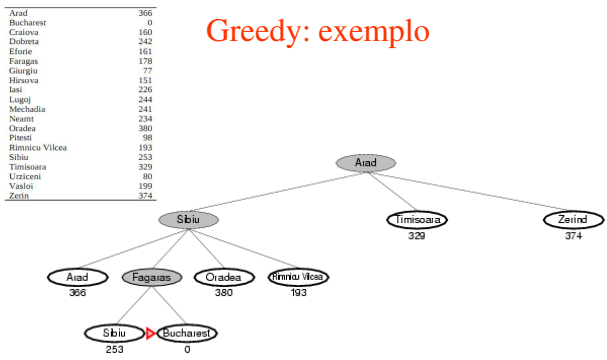 Greedy: exemplo
Arad 366
Bucharest 0
Craiova 160
Dobreta 242
Eforie 161
Faragas 178
Giurgiu 77
Hirsova 151
Iasi 226
Lugoj 244
Mechadia 241
Neamt 234
Oradea 380
Pitesti 98
Rimnicu Vilcea 193
Sibiu 253
Timisoara 329
Urziceni 80
Vasloi 199
Zerin 374
Arad
Sibiu Timisoara Zerind
329 374
Arad Fagaras Oradea Rimnicu Vilcea
366 380 193
Sibiu Bucharest
253 0